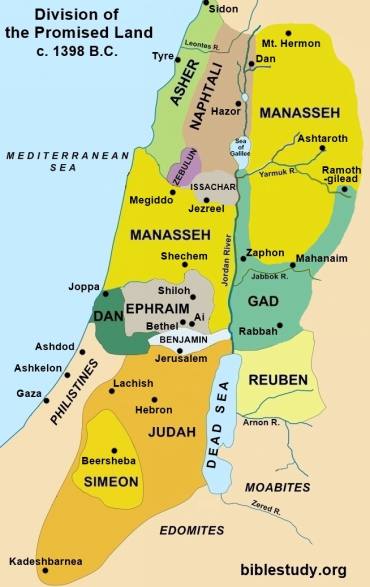 Division of
the Promised Land
c. 1398 B.C.
Sidon
Mt. Hermon
Leontes R.
Tyre
Dan
ASHER
NAPHTALI
Hazor
MANASSEH
Sea
of
Galilee
Ashtaroth
MEDITERRANEAN
SEA
ZEBULUN
Yarmuk R.
Ramoth
-gilead
ISSACHAR
Megiddo
Jezreel
MANASSEH
Jordan River
Shechem
Zaphon
Mahanaim
Jabbok R.
Joppa
Shiloh
DAN
EPHRAIM
GAD
Bethel
Ai
Rabbah
BENJAMIN
Ashdod
Jerusalem
Ashkelon
PHILISTINES
REUBEN
Gaza
Lachish
Hebron
DEAD SEA
JUDAH
Arnon R.
Beersheba
SIMEON
MOABITES
Zered R.
EDOMITES
Kadeshbarnea
biblestudy.org